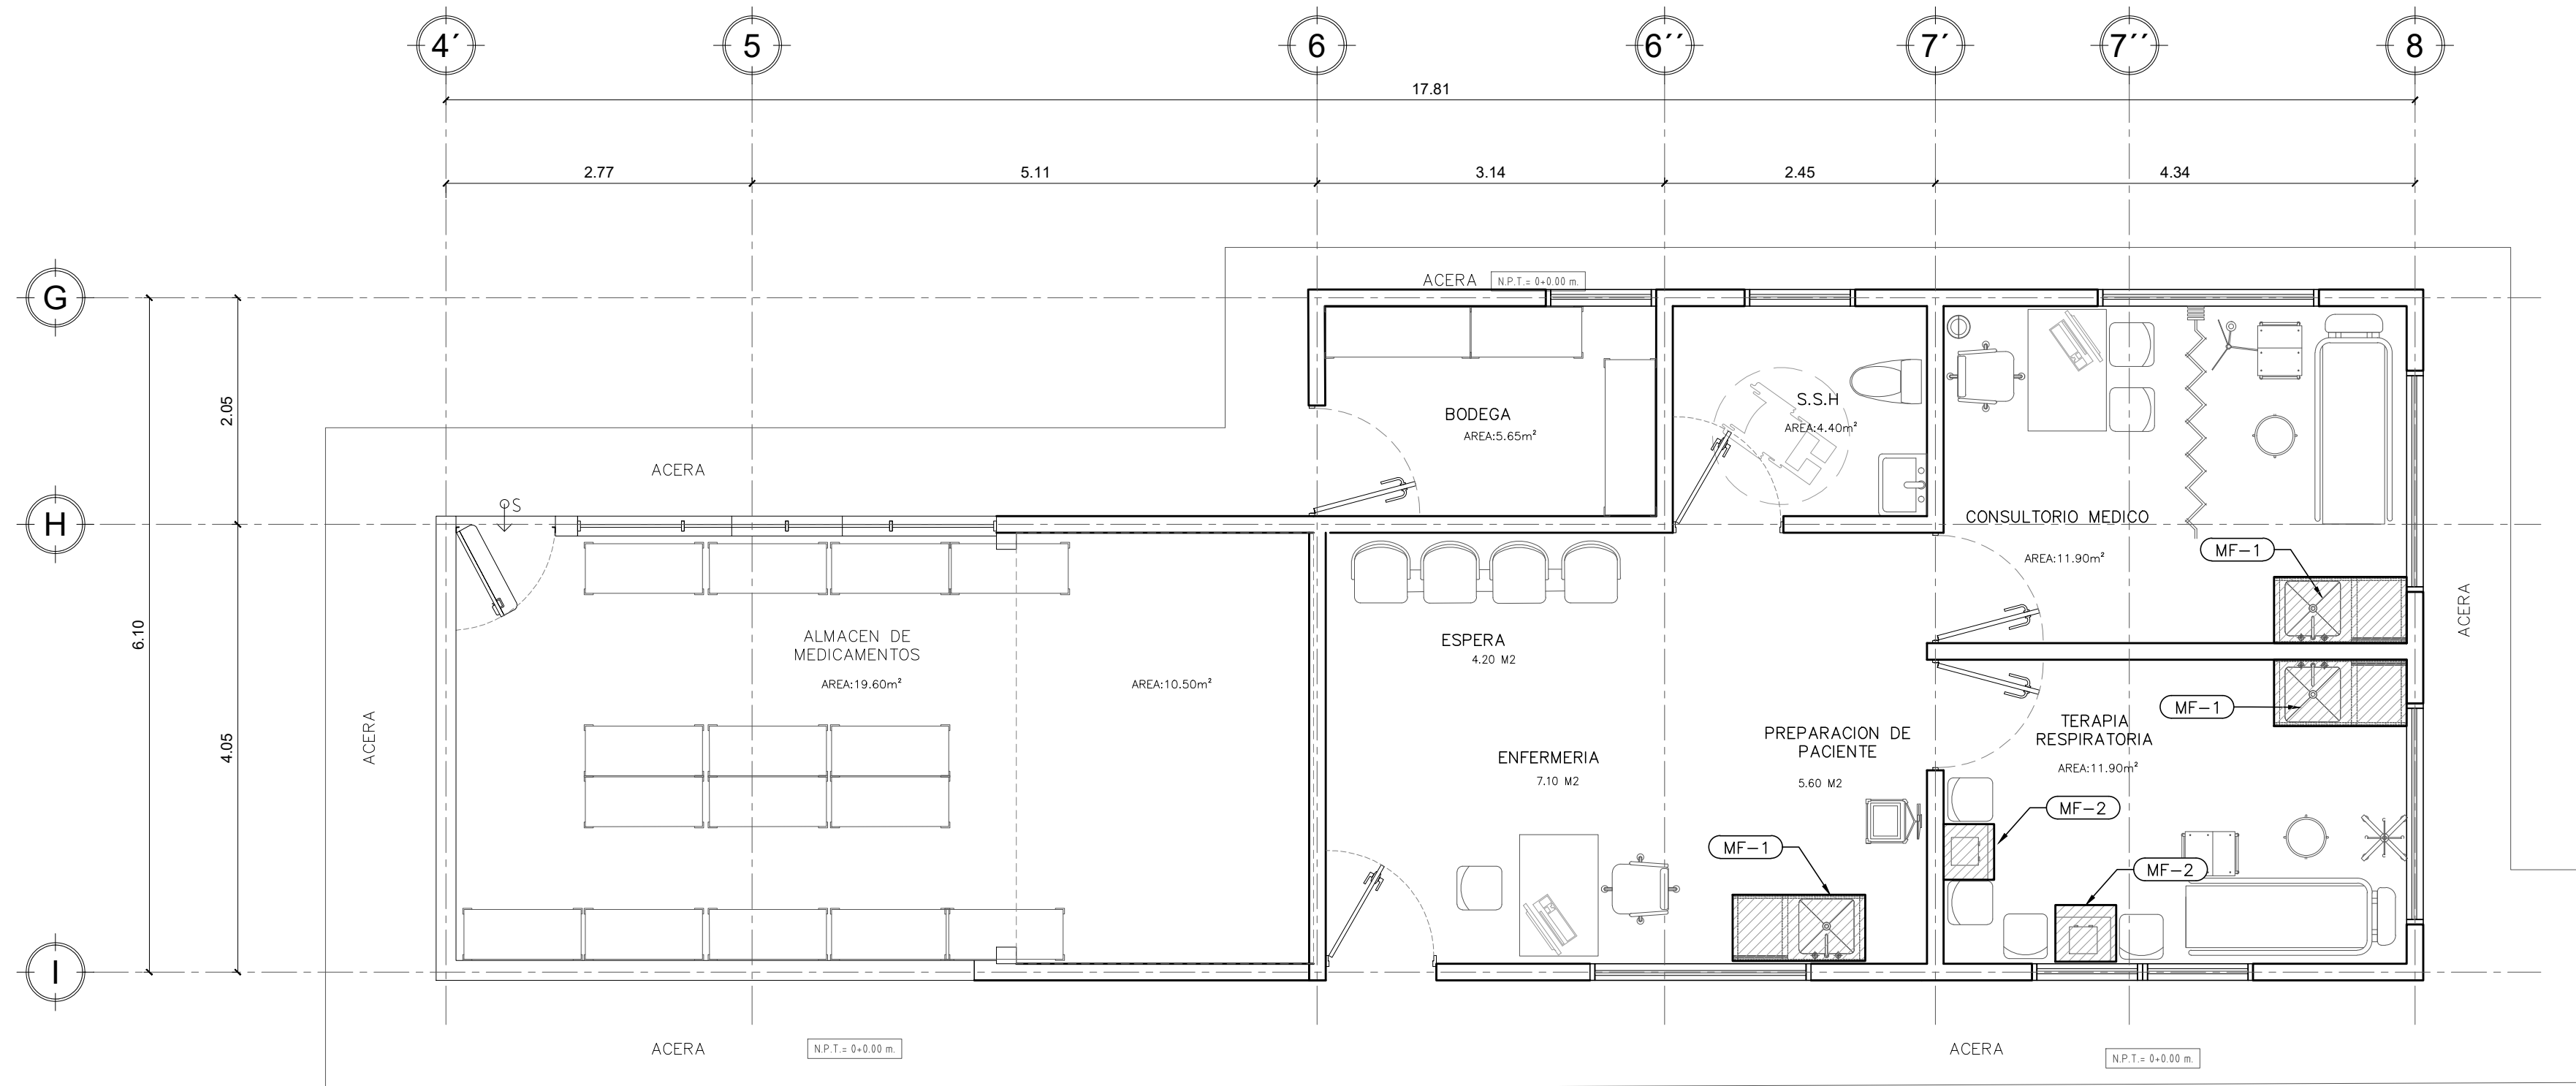 4´
5
6
6´´
7´
7´´
8
17.81
2.77
5.11
3.14
2.45
4.34
G
H
I
6.10
2.05
4.05
ACERA
N.P.T.= 0+0.00 m.
ACERA
S
BODEGA
AREA:5.65m²
S.S.H
AREA:4.40m²
CONSULTORIO MEDICO
AREA:11.90m²
MF-1
ACERA
ALMACEN DE
MEDICAMENTOS
AREA:19.60m²
AREA:10.50m²
ESPERA
4.20 M2
ENFERMERIA
7.10 M2
PREPARACION DE
PACIENTE
5.60 M2
MF-1
TERAPIA
RESPIRATORIA
AREA:11.90m²
MF-1
MF-2
MF-2
ACERA
ACERA
N.P.T.= 0+0.00 m.
ACERA
N.P.T.= 0+0.00 m.